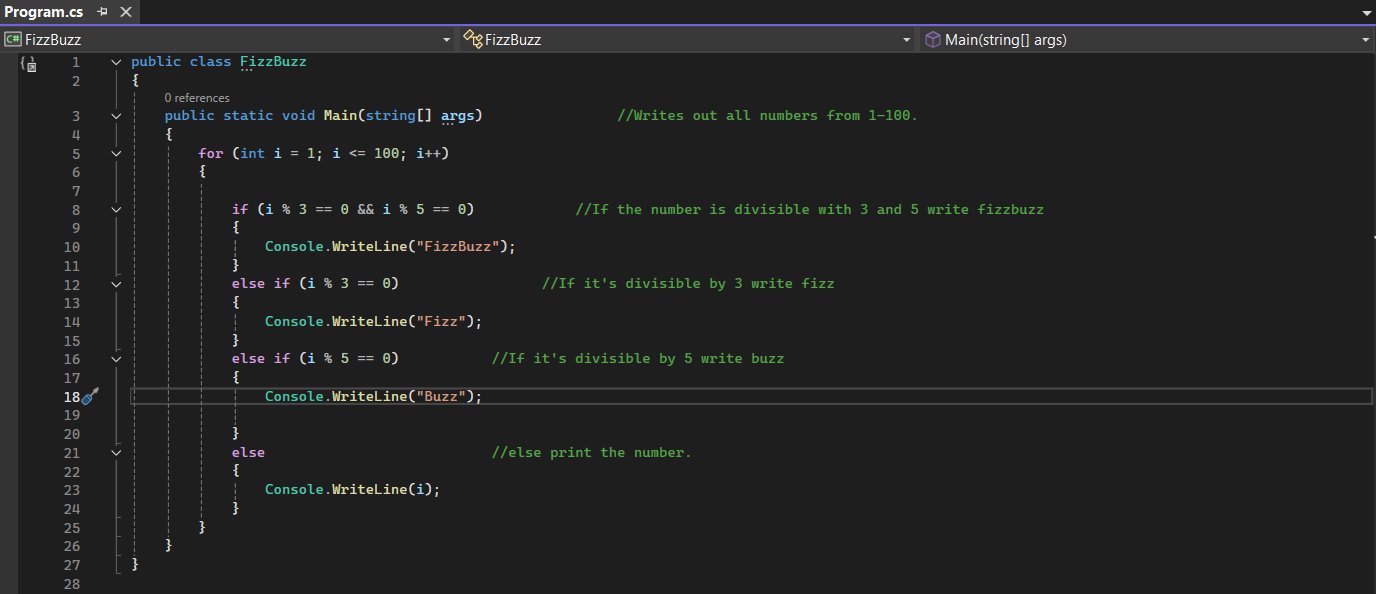 Program.cs
C# FizzBuzz FizzBuzz Main(string[] args)
1 public class FizzBuzz
2 {
0 references
3 public static void Main(string[] args) //Writes out all numbers from 1-100.
4 {
5 for (int i = 1; i <= 100; i++)
6 {
7
8 if (i % 3 == 0 && i % 5 == 0) //If the number is divisible with 3 and 5 write fizzbuzz
9 {
10 Console.WriteLine("FizzBuzz");
11 }
12 else if (i % 3 == 0) //If it's divisible by 3 write fizz
13 {
14 Console.WriteLine("Fizz");
15 }
16 else if (i % 5 == 0) //If it's divisible by 5 write buzz
17 {
18 Console.WriteLine("Buzz");
19
20 }
21 else //else print the number.
22 {
23 Console.WriteLine(i);
24 }
25 }
26 }
27 }
28